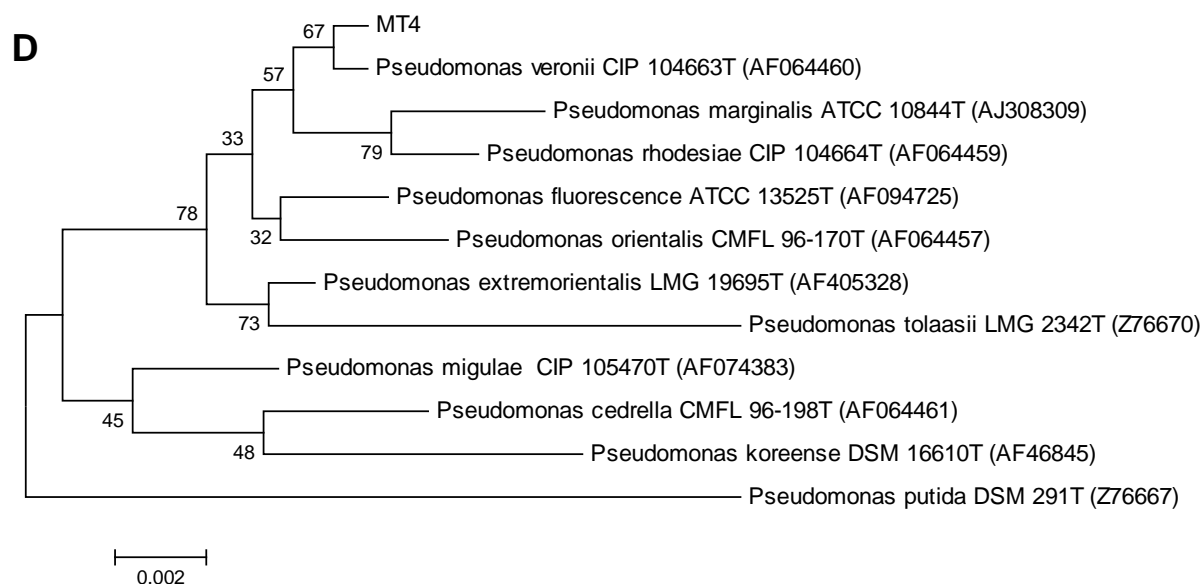 D
67
MT4
57
Pseudomonas veronii CIP 104663T (AF064460)
Pseudomonas marginalis ATCC 10844T (AJ308309)
33
79
Pseudomonas rhodesiae CIP 104664T (AF064459)
78
Pseudomonas fluorescence ATCC 13525T (AF094725)
32
Pseudomonas orientalis CMFL 96-170T (AF064457)
Pseudomonas extremorientalis LMG 19695T (AF405328)
73
Pseudomonas tolaasii LMG 2342T (Z76670)
Pseudomonas migulae CIP 105470T (AF074383)
45
Pseudomonas cedrella CMFL 96-198T (AF064461)
48
Pseudomonas koreense DSM 16610T (AF46845)
Pseudomonas putida DSM 291T (Z76667)
0.002